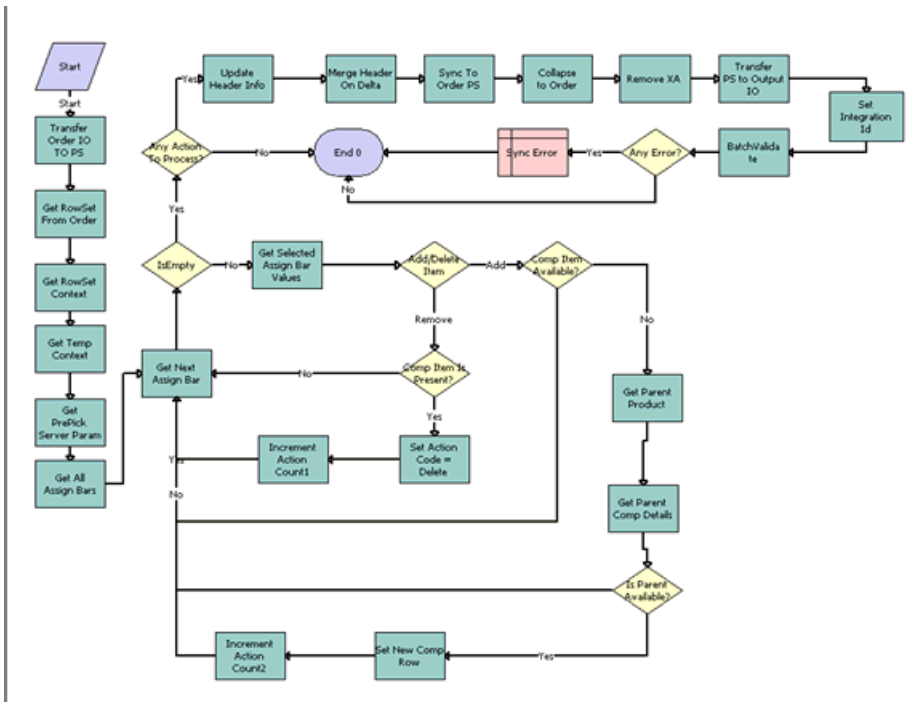 Start
Start
Transfer
Order IO
TO PS
Get RowSet
From Order
Get RowSet
Context
Get Temp
Context
Get
PrePick
Server Param
Get All
Assign Bars
Yes
Update
Header Info
Merge Header
On Delta
Sync To
Order PS
Collapse
to Order
Remove XA
Transfer
PS to Output
IO
Set
Integration
Id
BatchValida
te
Any Error?
Yes
Sync Error
No
End 0
Any Action
To Process?
No
Yes
IsEmpty
No
Get Selected
Assign Bar
Values
Add/Delete
Item
Add
Comp Item
Available?
No
Remove
Comp Item Is
Present?
No
Yes
Get Next
Assign Bar
Set Action
Code =
Delete
Increment
Action
Count1
Yes
No
Get Parent
Product
Get Parent
Comp Details
Is Parent
Available?
Yes
Set New Comp
Row
Increment
Action
Count2